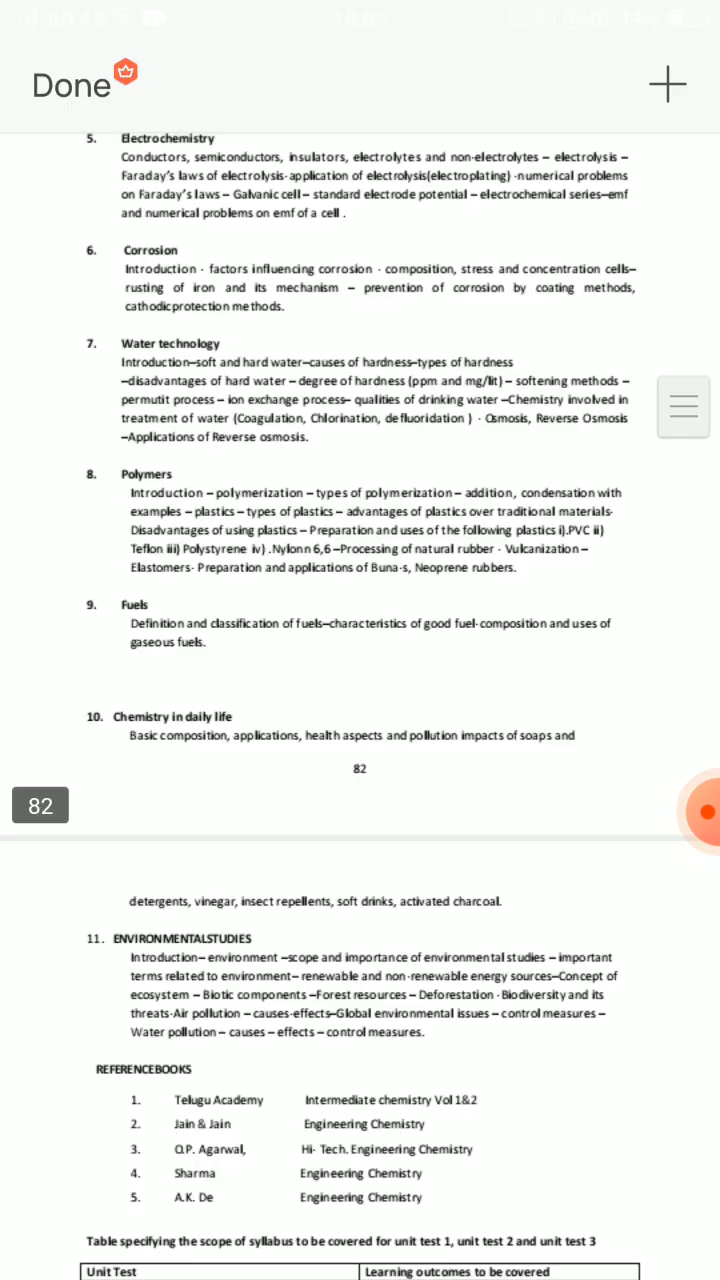 Done
5. Electrochemistry
Conductors, semiconductors, insulators, electrolytes and non-electrolytes – electrolysis –
Faraday's laws of electrolysis-application of electrolysis(electroplating) -numerical problems
on Faraday's laws – Galvanic cell – standard electrode potential – electrochemical series–emf
and numerical problems on emf of a cell .
6. Corrosion
Introduction - factors influencing corrosion - composition, stress and concentration cells–
rusting of iron and its mechanism – prevention of corrosion by coating methods,
cathodicprotection methods.
7. Water technology
Introduction–soft and hard water–causes of hardness–types of hardness
–disadvantages of hard water – degree of hardness (ppm and mg/lit) – softening methods –
permutit process – ion exchange process– qualities of drinking water –Chemistry involved in
treatment of water (Coagulation, Chlorination, defluoridation ) - Osmosis, Reverse Osmosis
–Applications of Reverse osmosis.
8. Polymers
Introduction – polymerization – types of polymerization – addition, condensation with
examples – plastics – types of plastics – advantages of plastics over traditional materials-
Disadvantages of using plastics – Preparation and uses of the following plastics i).PVC ii)
Teflon iii) Polystyrene iv) .Nylonn 6,6 –Processing of natural rubber - Vulcanization –
Elastomers- Preparation and applications of Buna-s, Neoprene rubbers.
9. Fuels
Definition and classification of fuels–characteristics of good fuel-composition and uses of
gaseous fuels.
10. Chemistry in daily life
Basic composition, applications, health aspects and pollution impacts of soaps and
82
82
detergents, vinegar, insect repellents, soft drinks, activated charcoal.
11. ENVIRONMENTALSTUDIES
Introduction– environment –scope and importance of environmental studies – important
terms related to environment– renewable and non-renewable energy sources–Concept of
ecosystem – Biotic components –Forest resources – Deforestation - Biodiversity and its
threats-Air pollution – causes-effects–Global environmental issues – control measures –
Water pollution – causes – effects – control measures.
REFERENCEBOOKS
1. Telugu Academy Intermediate chemistry Vol 1&2
2. Jain & Jain Engineering Chemistry
3. O.P. Agarwal, Hi- Tech. Engineering Chemistry
4. Sharma Engineering Chemistry
5. A.K. De Engineering Chemistry
Table specifying the scope of syllabus to be covered for unit test 1, unit test 2 and unit test 3
Unit Test Learning outcomes to be covered